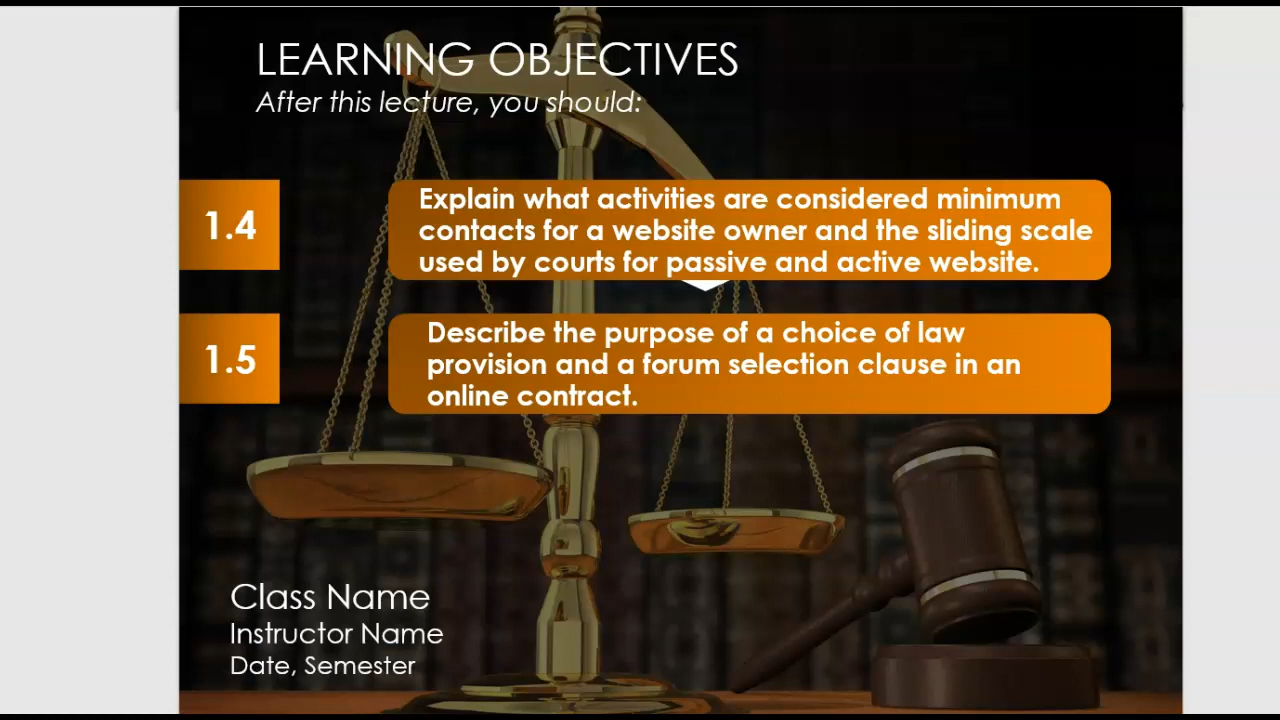 LEARNING OBJECTIVES
After this lecture, you should:
1.4
Explain what activities are considered minimum
contacts for a website owner and the sliding scale
used by courts for passive and active website.
1.5
Describe the purpose of a choice of law
provision and a forum selection clause in an
online contract.
Class Name
Instructor Name
Date, Semester